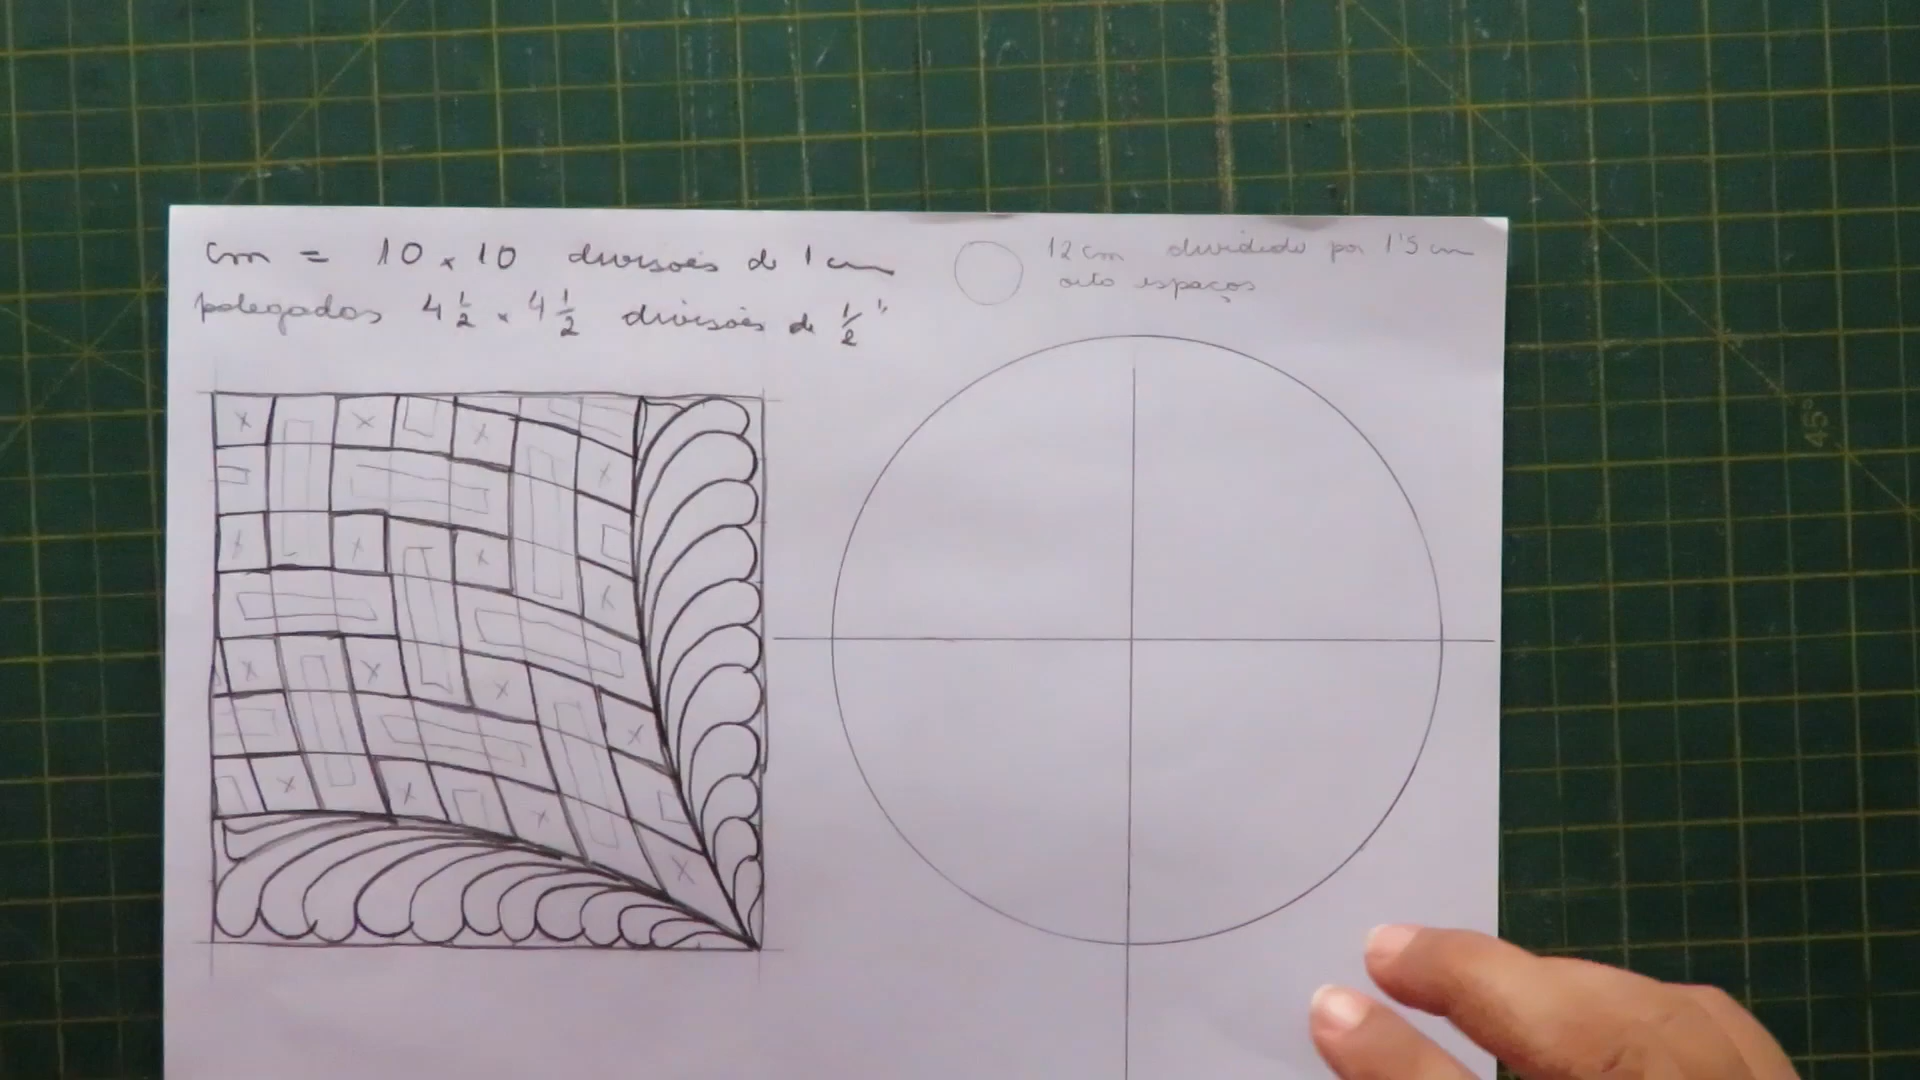 cm = 10 x 10 divisões de 1 cm
polegadas 4 1/2 x 4 1/2 divisões de 1/2"
12 cm dividido por 1'5 cm
oito espaços
45°